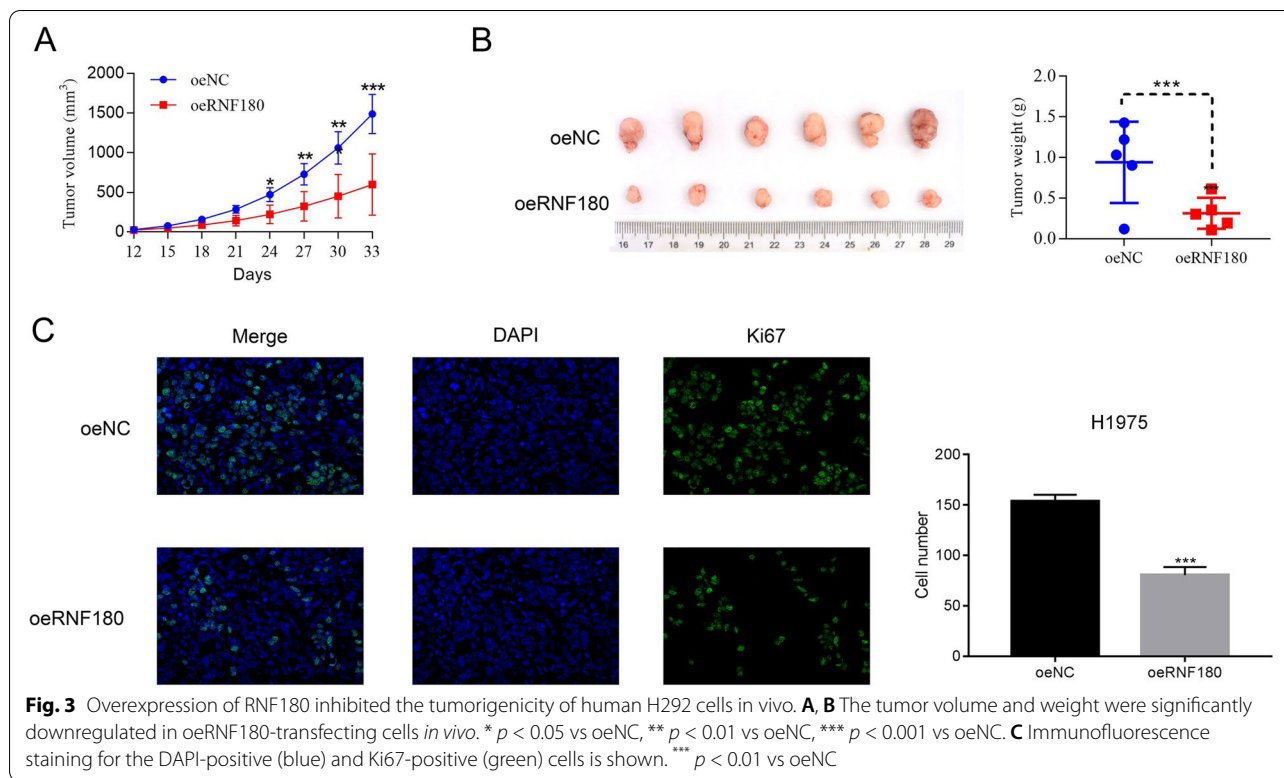 A
oeNC
oeRNF180
Tumor volume (mm³)
2000
1500
1000
500
0
12 15 18 21 24 27 30 33
Days
*
**
**
*
***
B
oeNC
oeRNF180
16 17 18 19 20 21 22 23 24 25 26 27 28 29
Tumor weight (g)
2.0
1.5
1.0
0.5
0.0
***
***
oeNC oeRNF180
C
Merge DAPI Ki67
oeNC
oeRNF180
H1975
Cell number
200
150
100
50
0
***
oeNC oeRNF180
Fig. 3 Overexpression of RNF180 inhibited the tumorigenicity of human H292 cells in vivo. A, B The tumor volume and weight were significantly
downregulated in oeRNF180-transfecting cells in vivo. * p < 0.05 vs oeNC, ** p < 0.01 vs oeNC, *** p < 0.001 vs oeNC. C Immunofluorescence
staining for the DAPI-positive (blue) and Ki67-positive (green) cells is shown. *** p < 0.01 vs oeNC